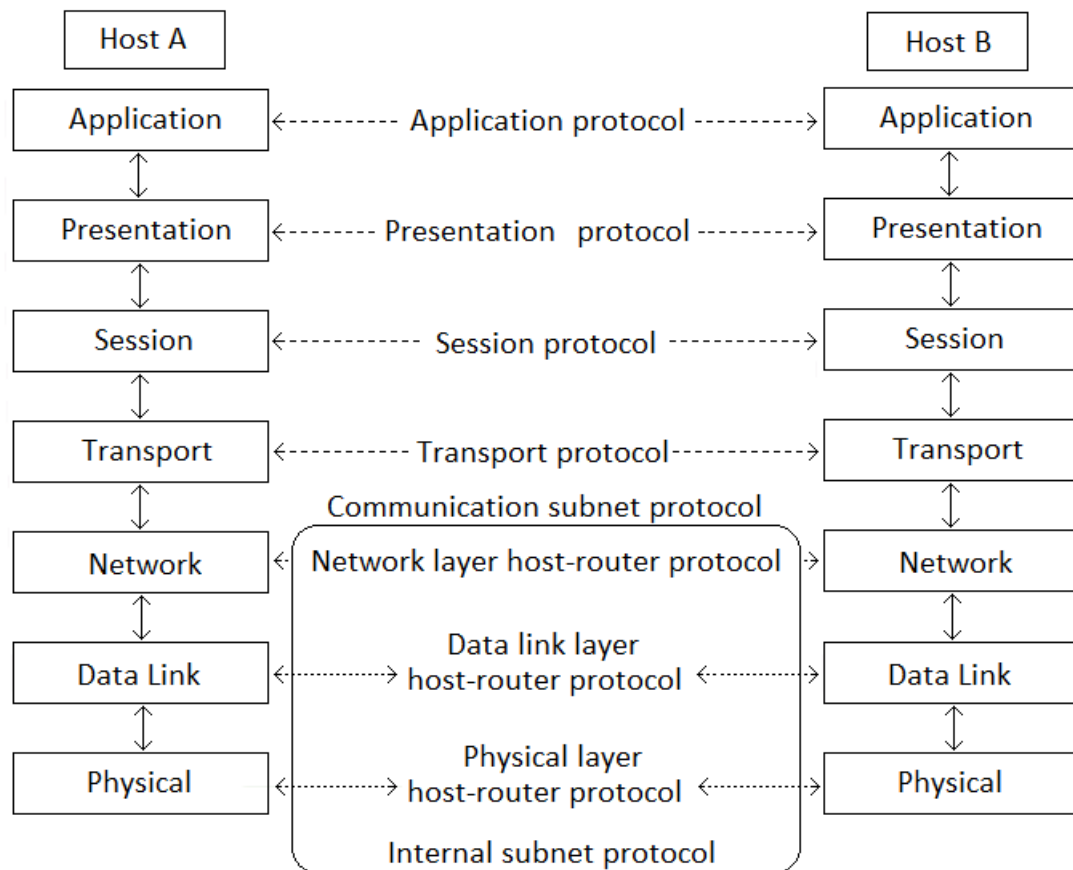 Host A
Host B
Application
Application protocol
Application
Presentation
Presentation protocol
Presentation
Session
Session protocol
Session
Transport
Transport protocol
Transport
Communication subnet protocol
Network
Network layer host-router protocol
Network
Data Link
Data link layer
host-router protocol
Data Link
Physical
Physical layer
host-router protocol
Physical
Internal subnet protocol